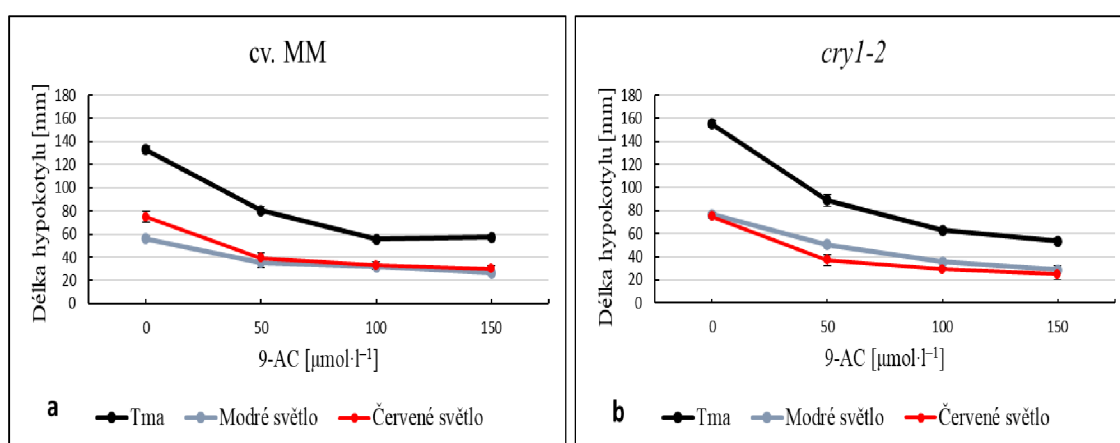 cv. MM
Délka hypokotylu [mm]
180
160
140
120
100
80
60
40
20
0
0 50 100 150
9-AC [µmol·l⁻¹]
a
Tma Modré světlo Červené světlo
cry1-2
Délka hypokotylu [mm]
180
160
140
120
100
80
60
40
20
0
0 50 100 150
9-AC [µmol·l⁻¹]
b
Tma Modré světlo Červené světlo